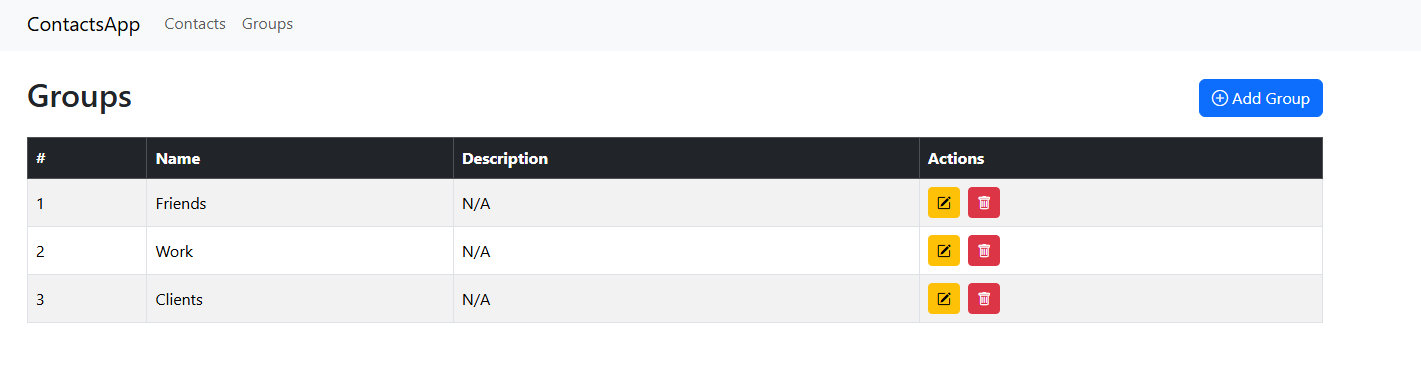 ContactsApp Contacts Groups
Groups
Add Group
# Name Description Actions
1 Friends N/A
2 Work N/A
3 Clients N/A